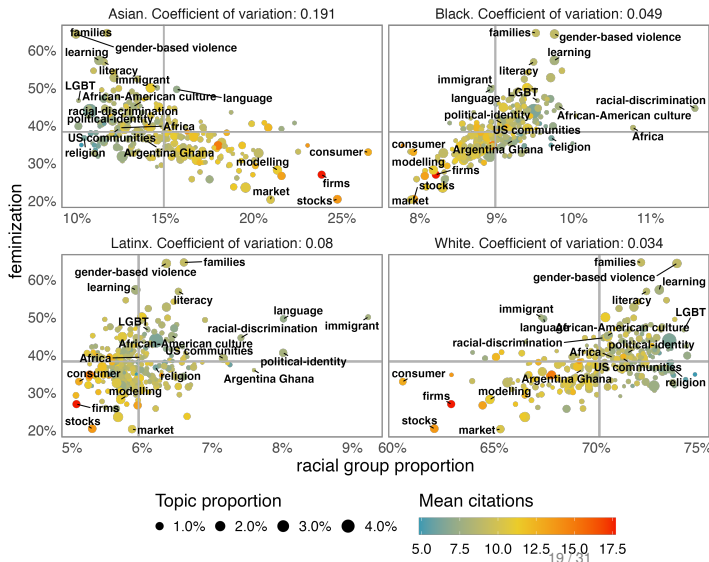 Asian. Coefficient of variation: 0.191
Black. Coefficient of variation: 0.049
families
gender-based violence
learning
literacy
immigrant
LGBT
African-American culture
language
racial-discrimination
political-identity
Africa
US communities
religion
Argentina Ghana
modelling
consumer
firms
market
stocks
60%
50%
40%
30%
20%
10%
15%
20%
25%
families
gender-based violence
learning
literacy
immigrant
LGBT
language
racial-discrimination
political-identity
African-American culture
US communities
Africa
consumer
Argentina Ghana
religion
modelling
firms
stocks
market
8%
9%
10%
11%
feminization
Latinx. Coefficient of variation: 0.08
White. Coefficient of variation: 0.034
families
gender-based violence
learning
literacy
language
LGBT
racial-discrimination
immigrant
African-American culture
US communities
Africa
political-identity
consumer
religion
Argentina Ghana
modelling
firms
stocks
market
60%
50%
40%
30%
20%
5%
6%
7%
8%
9%
families
gender-based violence
learning
literacy
immigrant
LGBT
language
African-American culture
racial-discrimination
political-identity
Africa
US communities
consumer
Argentina Ghana
religion
firms
modelling
stocks
market
60%
65%
70%
75%
racial group proportion
Topic proportion
1.0% 2.0% 3.0% 4.0%
Mean citations
5.0 7.5 10.0 12.5 15.0 17.5
19 / 31